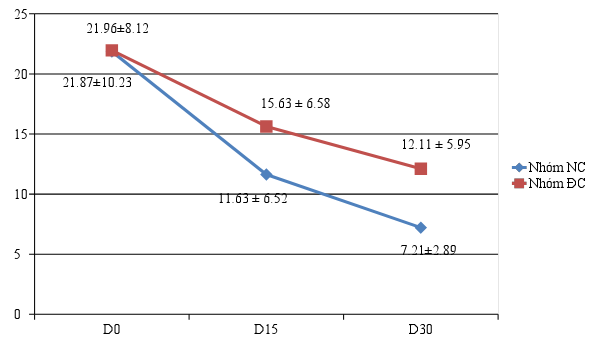 25
21.96±8.12
20
21.87±10.23
15.63 ± 6.58
15
12.11 ± 5.95
Nhóm NC
Nhóm ĐC
10
11.63 ± 6.52
5
7.21±2.89
0
D0
D15
D30